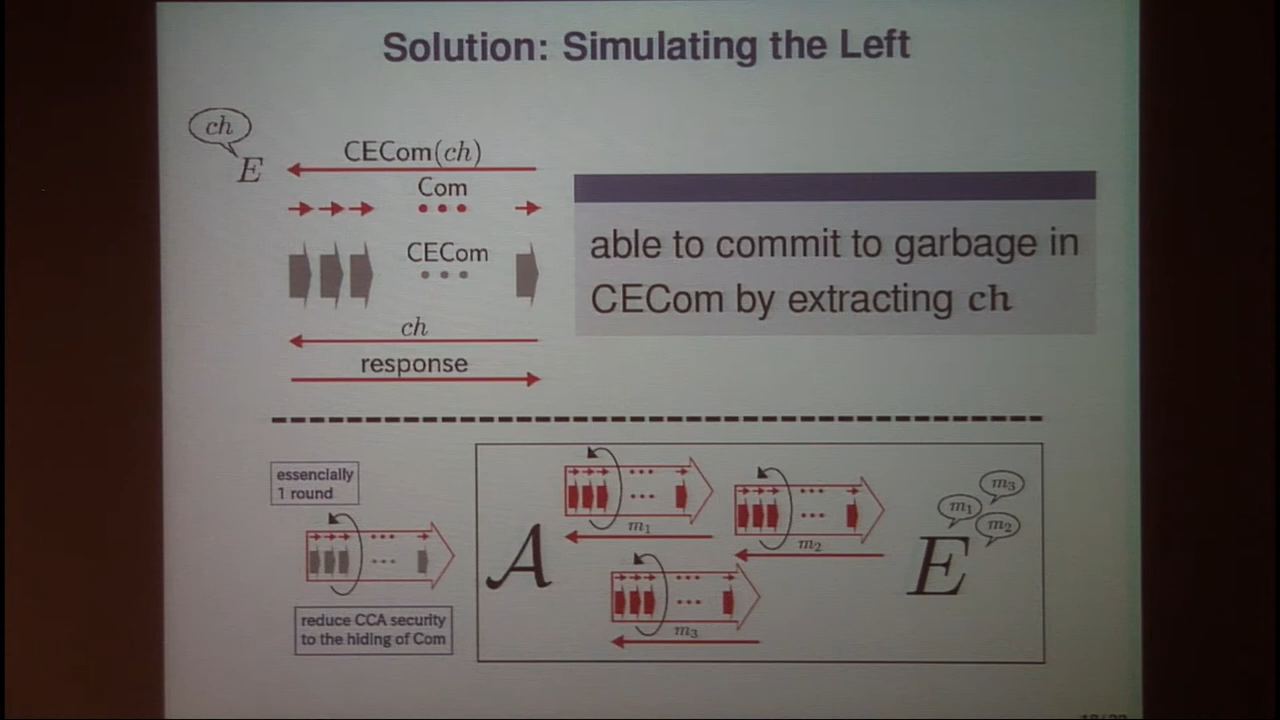 Solution: Simulating the Left
ch
E
CECom(ch)
Com
CECom
ch
response
able to commit to garbage in
CECom by extracting ch
essencially
1 round
reduce CCA security
to the hiding of Com
A
m₁
m₂
m₃
E
m₁
m₃
m₂